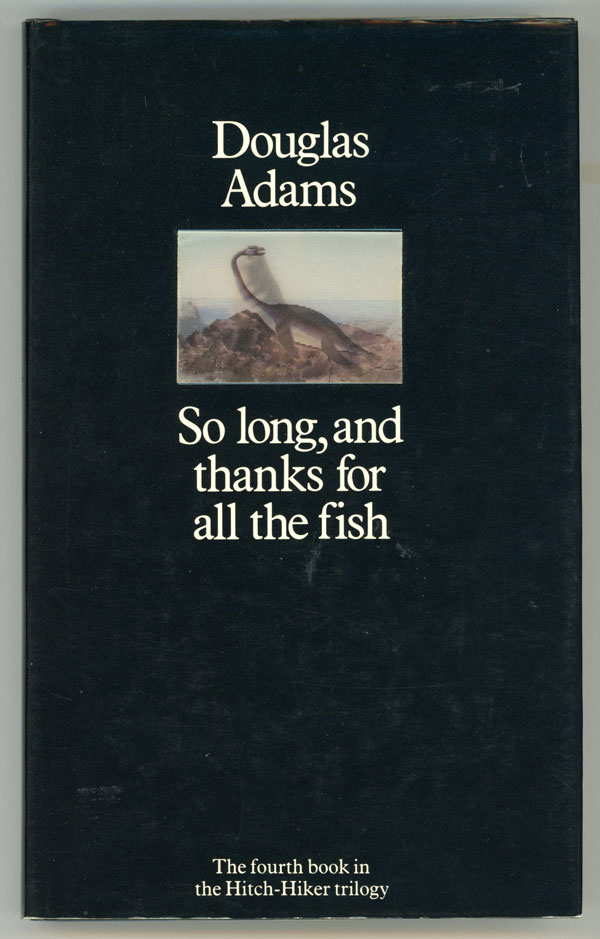 Douglas
Adams
So long, and
thanks for
all the fish
The fourth book in
the Hitch-Hiker trilogy